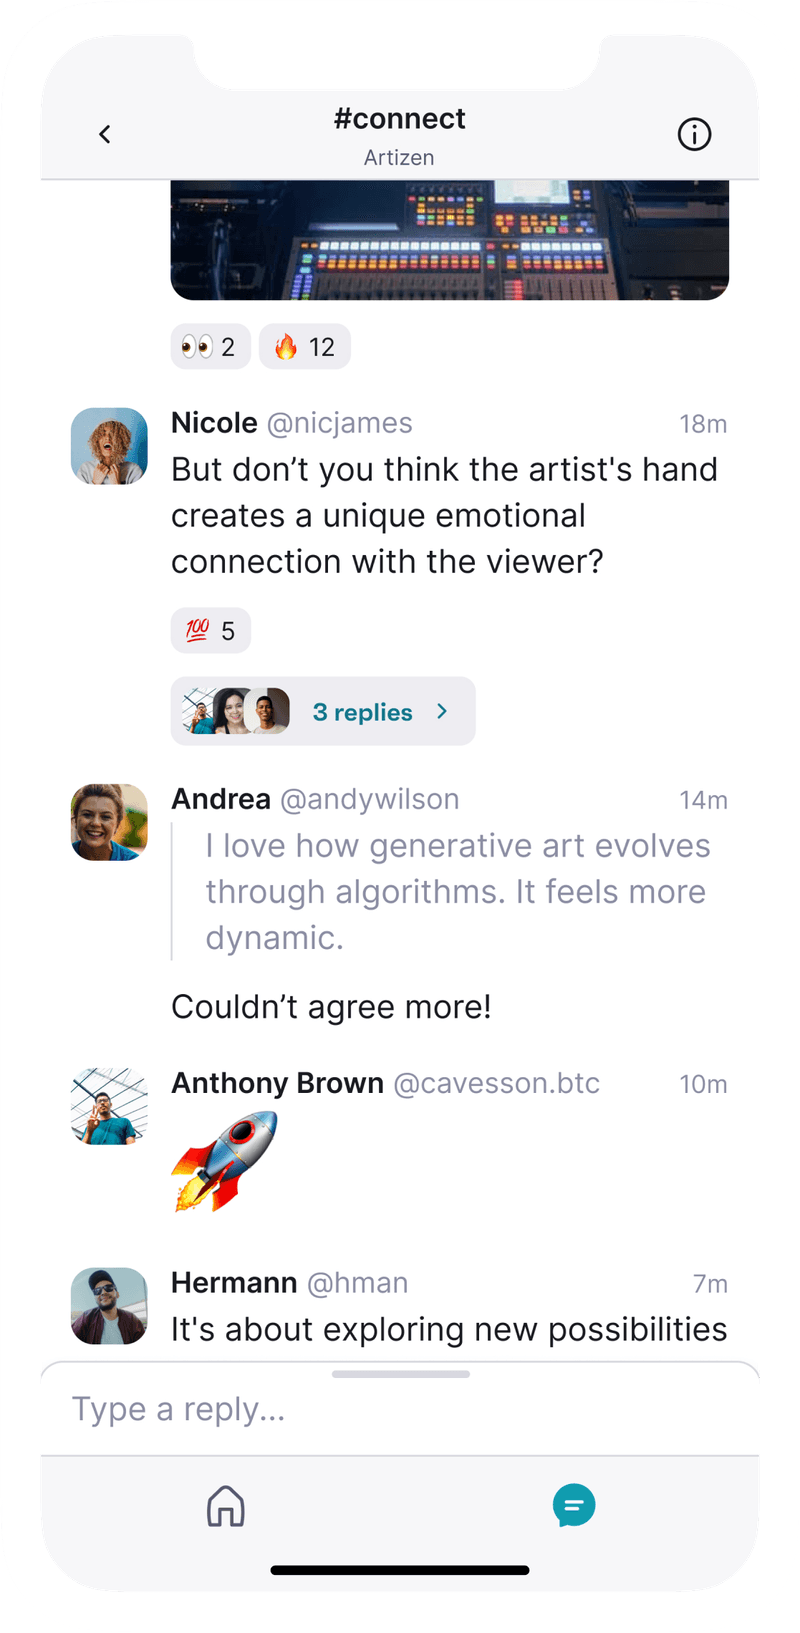 #connect
Artizen
👀 2 🔥 12
Nicole @nicjames 18m
But don’t you think the artist's hand
creates a unique emotional
connection with the viewer?
💯 5
3 replies
Andrea @andywilson 14m
I love how generative art evolves
through algorithms. It feels more
dynamic.
Couldn’t agree more!
Anthony Brown @cavesson.btc 10m
🚀
Hermann @hman 7m
It's about exploring new possibilities
Type a reply...